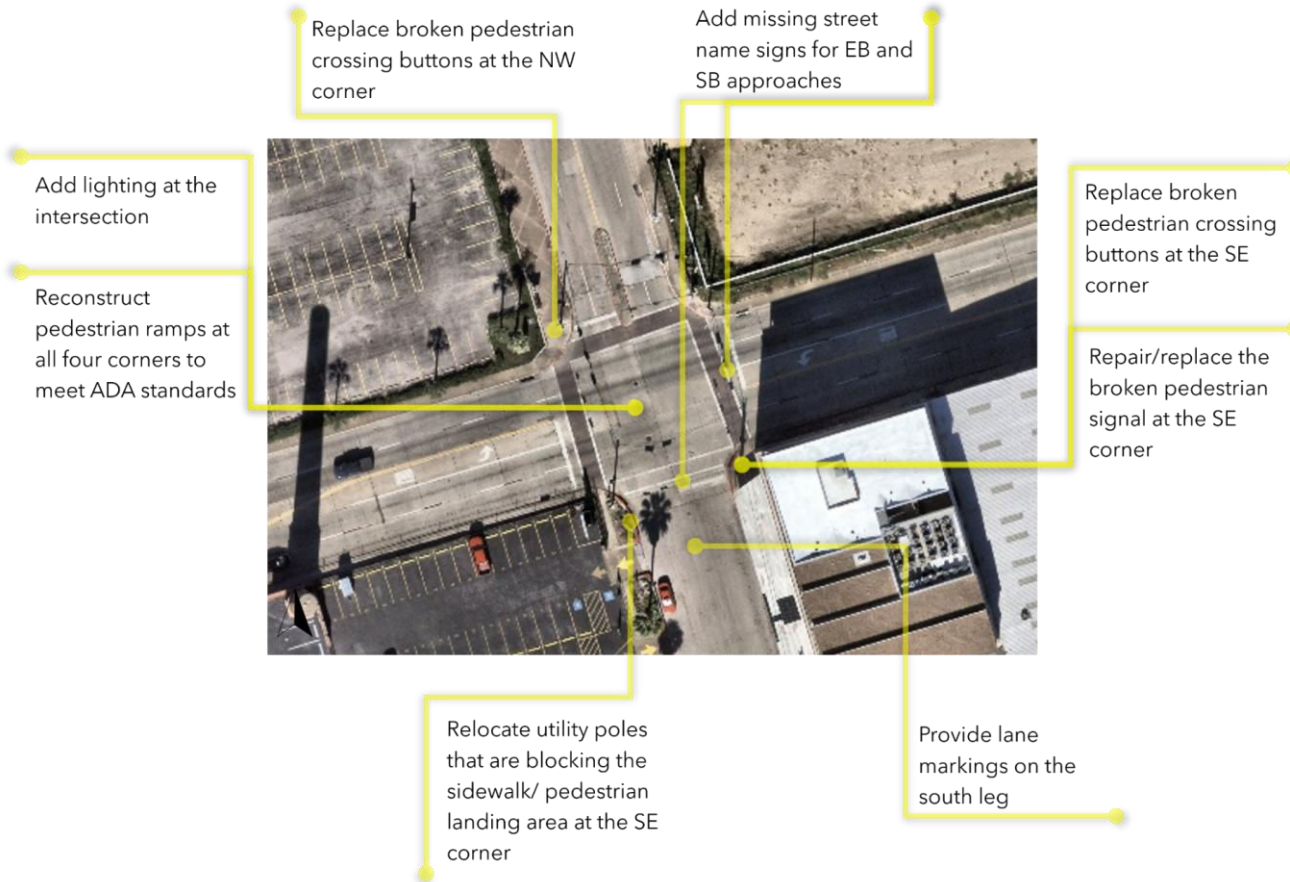 Replace broken pedestrian
crossing buttons at the NW
corner
Add missing street
name signs for EB and
SB approaches
Add lighting at the
intersection
Reconstruct
pedestrian ramps at
all four corners to
meet ADA standards
Replace broken
pedestrian crossing
buttons at the SE
corner
Repair/replace the
broken pedestrian
signal at the SE
corner
Relocate utility poles
that are blocking the
sidewalk/ pedestrian
landing area at the SE
corner
Provide lane
markings on the
south leg